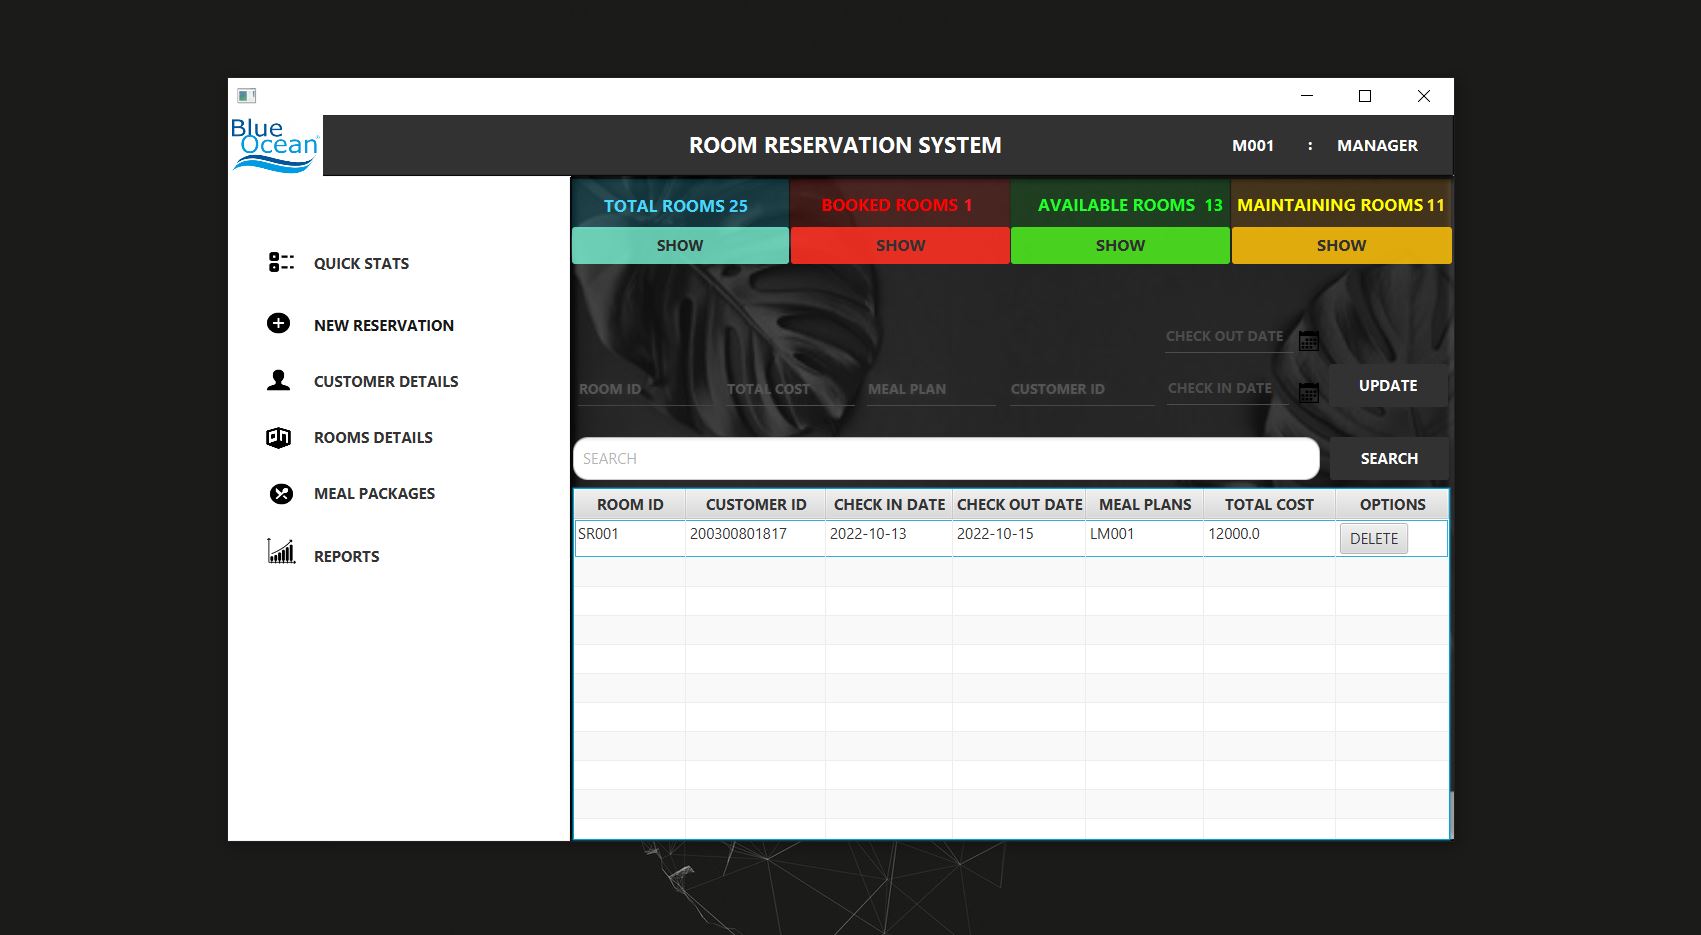 Blue
Ocean
ROOM RESERVATION SYSTEM
M001 : MANAGER
TOTAL ROOMS 25
BOOKED ROOMS 1
AVAILABLE ROOMS 13
MAINTAINING ROOMS 11
SHOW
SHOW
SHOW
SHOW
QUICK STATS
NEW RESERVATION
CUSTOMER DETAILS
ROOMS DETAILS
MEAL PACKAGES
REPORTS
CHECK OUT DATE
ROOM ID
TOTAL COST
MEAL PLAN
CUSTOMER ID
CHECK IN DATE
UPDATE
SEARCH
SEARCH
ROOM ID CUSTOMER ID CHECK IN DATE CHECK OUT DATE MEAL PLANS TOTAL COST OPTIONS
SR001 200300801817 2022-10-13 2022-10-15 LM001 12000.0 DELETE